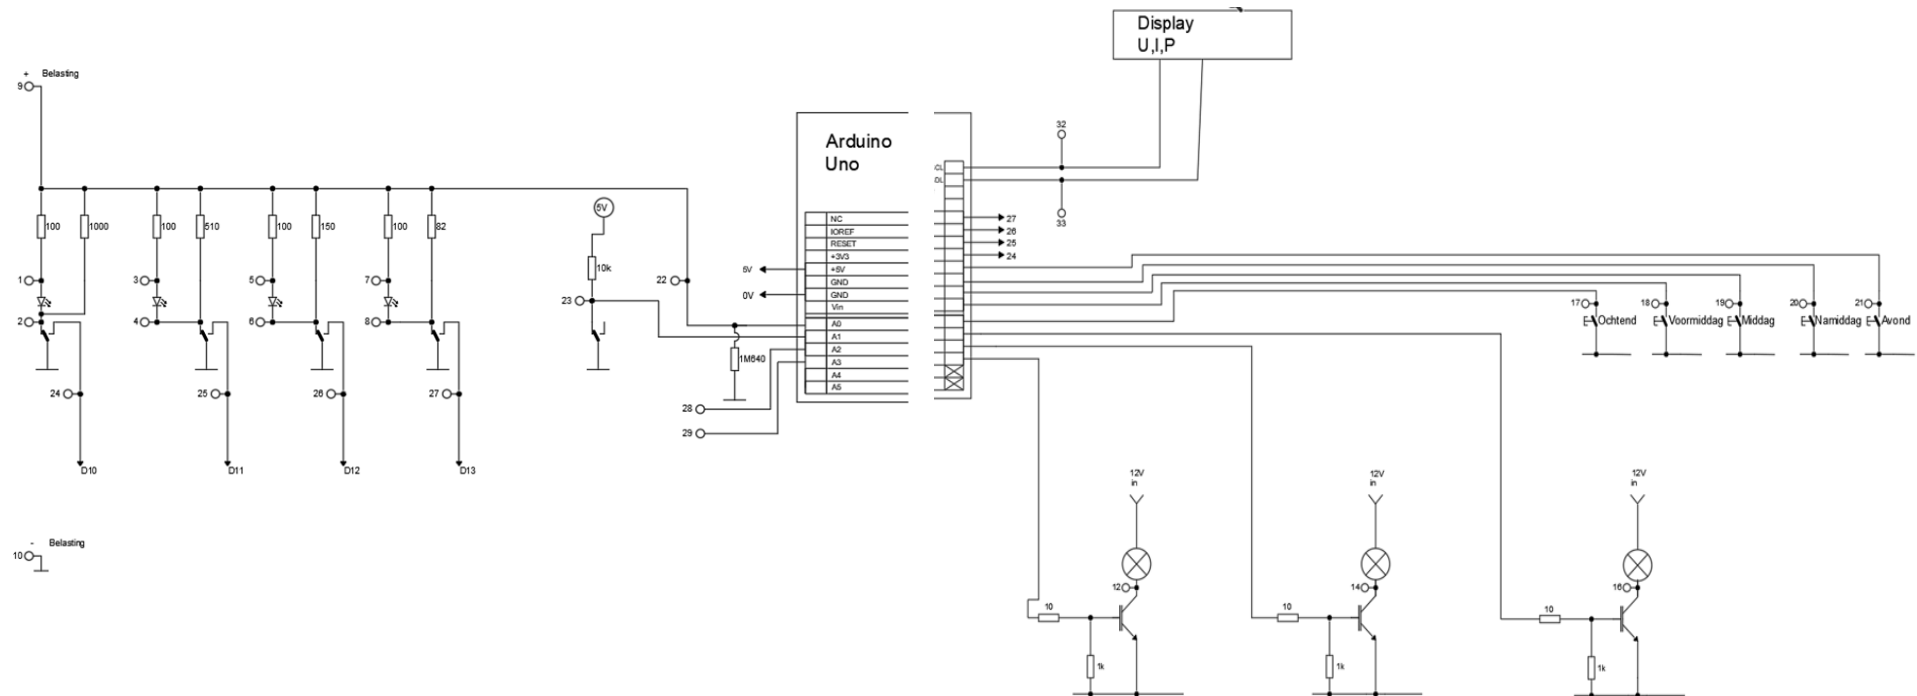 Display
U,I,P
+ Belasting
9
32
Arduino
Uno
CL
DL
33
100
1000
100
510
100
150
100
82
5V
10k
NC
IOREF
RESET
+3V3
+5V
GND
GND
Vin
A0
A1
A2
A3
A4
A5
27
26
25
24
5V
0V
1
3
5
7
22
23
2
4
6
8
1M640
28
29
17
18
19
20
21
Ochtend
Voormiddag
Middag
Namiddag
Avond
24
25
26
27
D10
D11
D12
D13
- Belasting
10
12V
in
12V
in
12V
in
12
14
16
10
10
10
1k
1k
1k